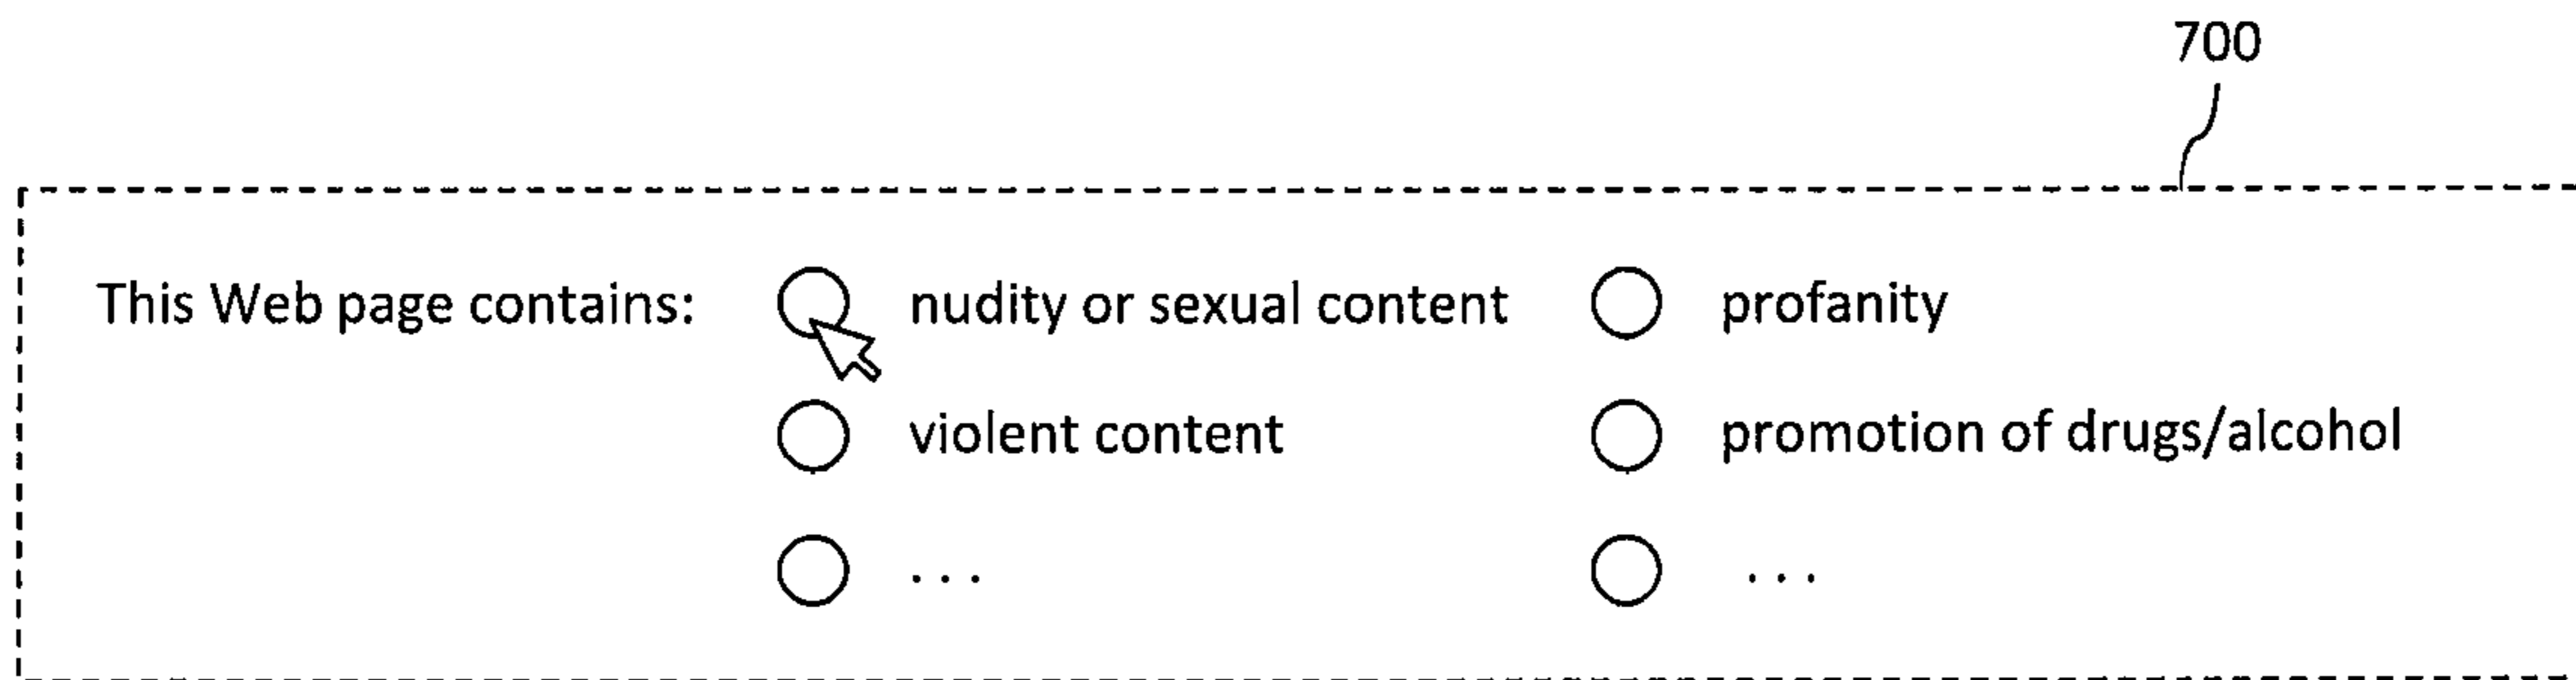 700
This Web page contains: nudity or sexual content profanity
violent content promotion of drugs/alcohol
... ...